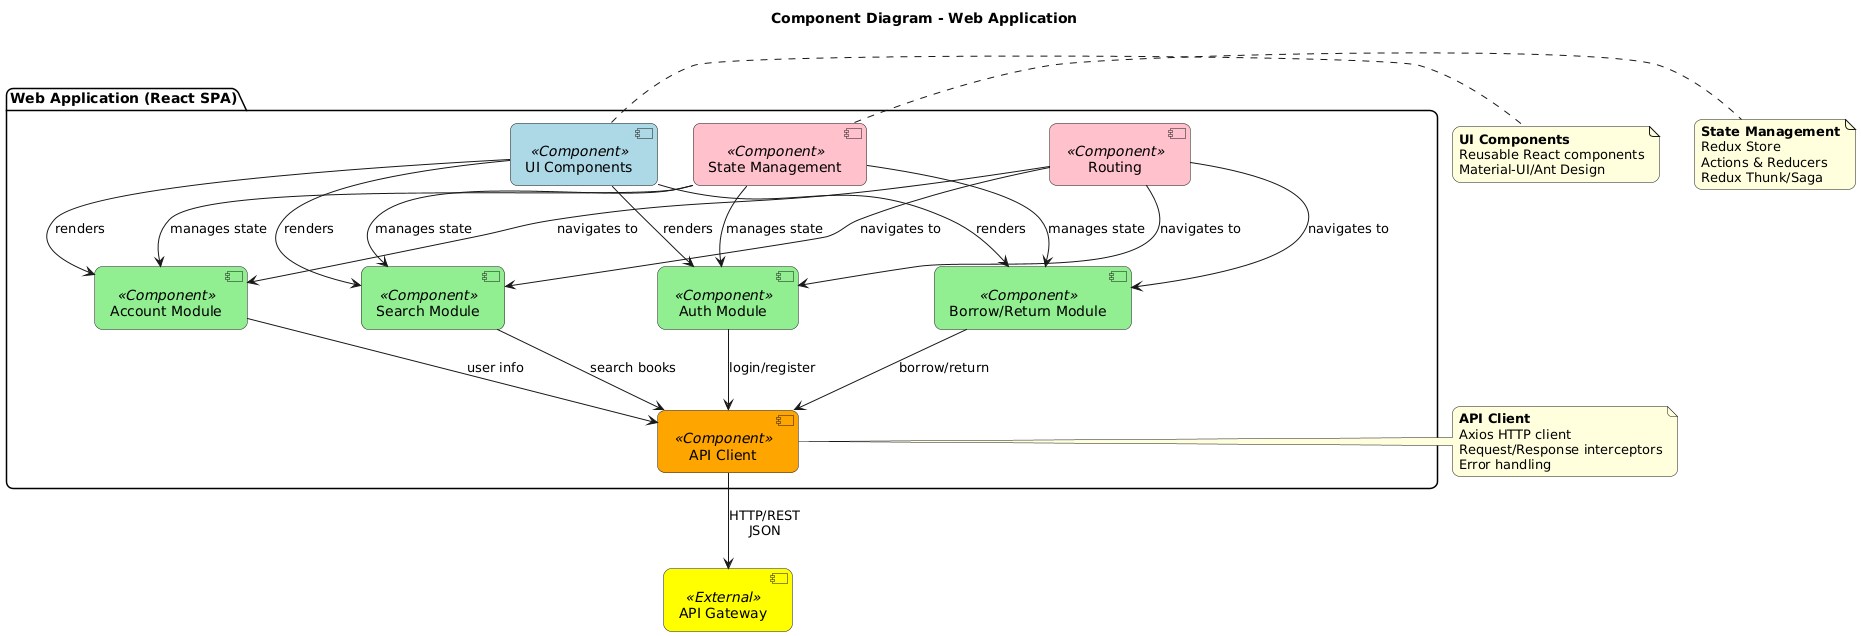 Component Diagram - Web Application
Web Application (React SPA)
«Component»
UI Components
«Component»
State Management
«Component»
Routing
UI Components
Reusable React components
Material-UI/Ant Design
State Management
Redux Store
Actions & Reducers
Redux Thunk/Saga
renders
manages state
renders
manages state
navigates to
renders
manages state
navigates to
renders
manages state
navigates to
navigates to
«Component»
Account Module
«Component»
Search Module
«Component»
Auth Module
«Component»
Borrow/Return Module
user info
search books
login/register
borrow/return
«Component»
API Client
API Client
Axios HTTP client
Request/Response interceptors
Error handling
HTTP/REST
JSON
«External»
API Gateway